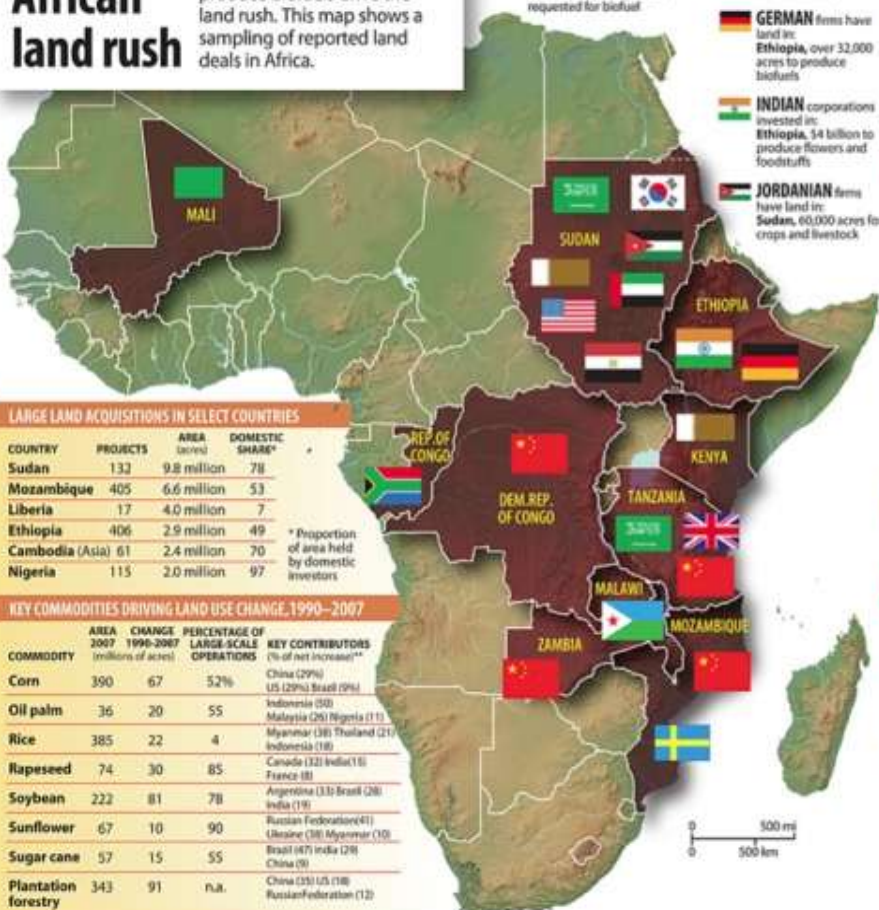 African
land rush
land rush. This map shows a
sampling of reported land
deals in Africa.
requested for biofuel
GERMAN firms have
land in:
Ethiopia, over 32,000
acres to produce
biofuels
INDIAN corporations
invested in:
Ethiopia, $4 billion to
produce flowers and
foodstuffs
JORDANIAN firms
have land in:
Sudan, 60,000 acres fo
crops and livestock
MALI
SUDAN
ETHIOPIA
REP. OF
CONGO
DEM. REP.
OF CONGO
KENYA
TANZANIA
MALAWI
ZAMBIA
MOZAMBIQUE
LARGE LAND ACQUISITIONS IN SELECT COUNTRIES
COUNTRY PROJECTS AREA (acres) DOMESTIC SHARE*
Sudan 132 9.8 million 78
Mozambique 405 6.6 million 53
Liberia 17 4.0 million 7
Ethiopia 406 2.9 million 49
Cambodia (Asia) 61 2.4 million 70
Nigeria 115 2.0 million 97
* Proportion
of area held
by domestic
investors
KEY COMMODITIES DRIVING LAND USE CHANGE, 1990–2007
COMMODITY AREA 2007 CHANGE 1990-2007 (millions of acres) PERCENTAGE OF LARGE-SCALE OPERATIONS KEY CONTRIBUTORS (% of net increase)**
Corn 390 67 52% China (29%)
US (29%) Brazil (9%)
Oil palm 36 20 55 Indonesia (50)
Malaysia (26) Nigeria (11)
Rice 385 22 4 Myanmar (38) Thailand (21)
Indonesia (18)
Rapeseed 74 30 85 Canada (32) India (15)
France (8)
Soybean 222 81 78 Argentina (33) Brazil (28)
India (19)
Sunflower 67 10 90 Russian Federation(41)
Ukraine (38) Myanmar (10)
Sugar cane 57 15 55 Brazil (47) India (29)
China (9)
Plantation
forestry 343 91 n.a. China (35) US (18)
RussianFederation (12)
0 500 mi
0 500 km